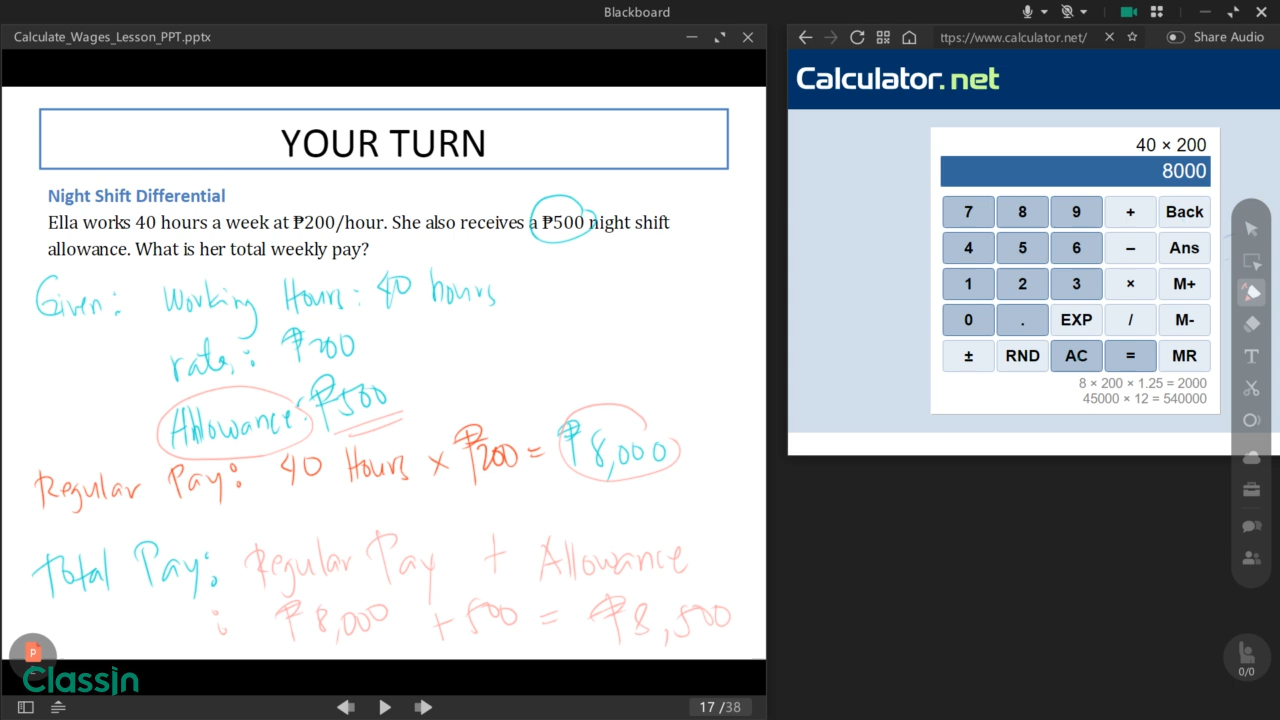 Blackboard
Calculate_Wages_Lesson_PPT.pptx
YOUR TURN
Night Shift Differential
Ella works 40 hours a week at ₱200/hour. She also receives a ₱500 night shift
allowance. What is her total weekly pay?
Given: Working Hours: 40 hours
rate: ₱200
Allowance: ₱500
Regular Pay: 40 Hours x ₱200 = ₱8,000
Total Pay: Regular Pay + Allowance
: ₱8,000 + 500 = ₱8,500
P
ClassIn
17 /38
ttps://www.calculator.net/
Share Audio
Calculator.net
40 × 200
8000
7 8 9 + Back
4 5 6 – Ans
1 2 3 × M+
0 . EXP / M-
± RND AC = MR
8 × 200 × 1.25 = 2000
45000 × 12 = 540000
T
0/0